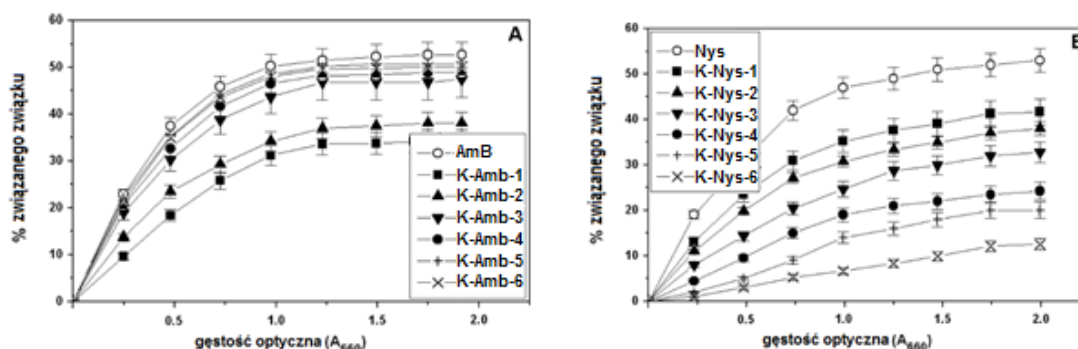 A
% związanego związku
60
50
40
30
20
10
0
AmB
K-Amb-1
K-Amb-2
K-Amb-3
K-Amb-4
K-Amb-5
K-Amb-6
0.5
1.0
1.5
2.0
gęstość optyczna (A660)
% związanego związku
60
50
40
30
20
10
0
Nys
K-Nys-1
K-Nys-2
K-Nys-3
K-Nys-4
K-Nys-5
K-Nys-6
0.5
1.0
1.5
2.0
gęstość optyczna (A660)